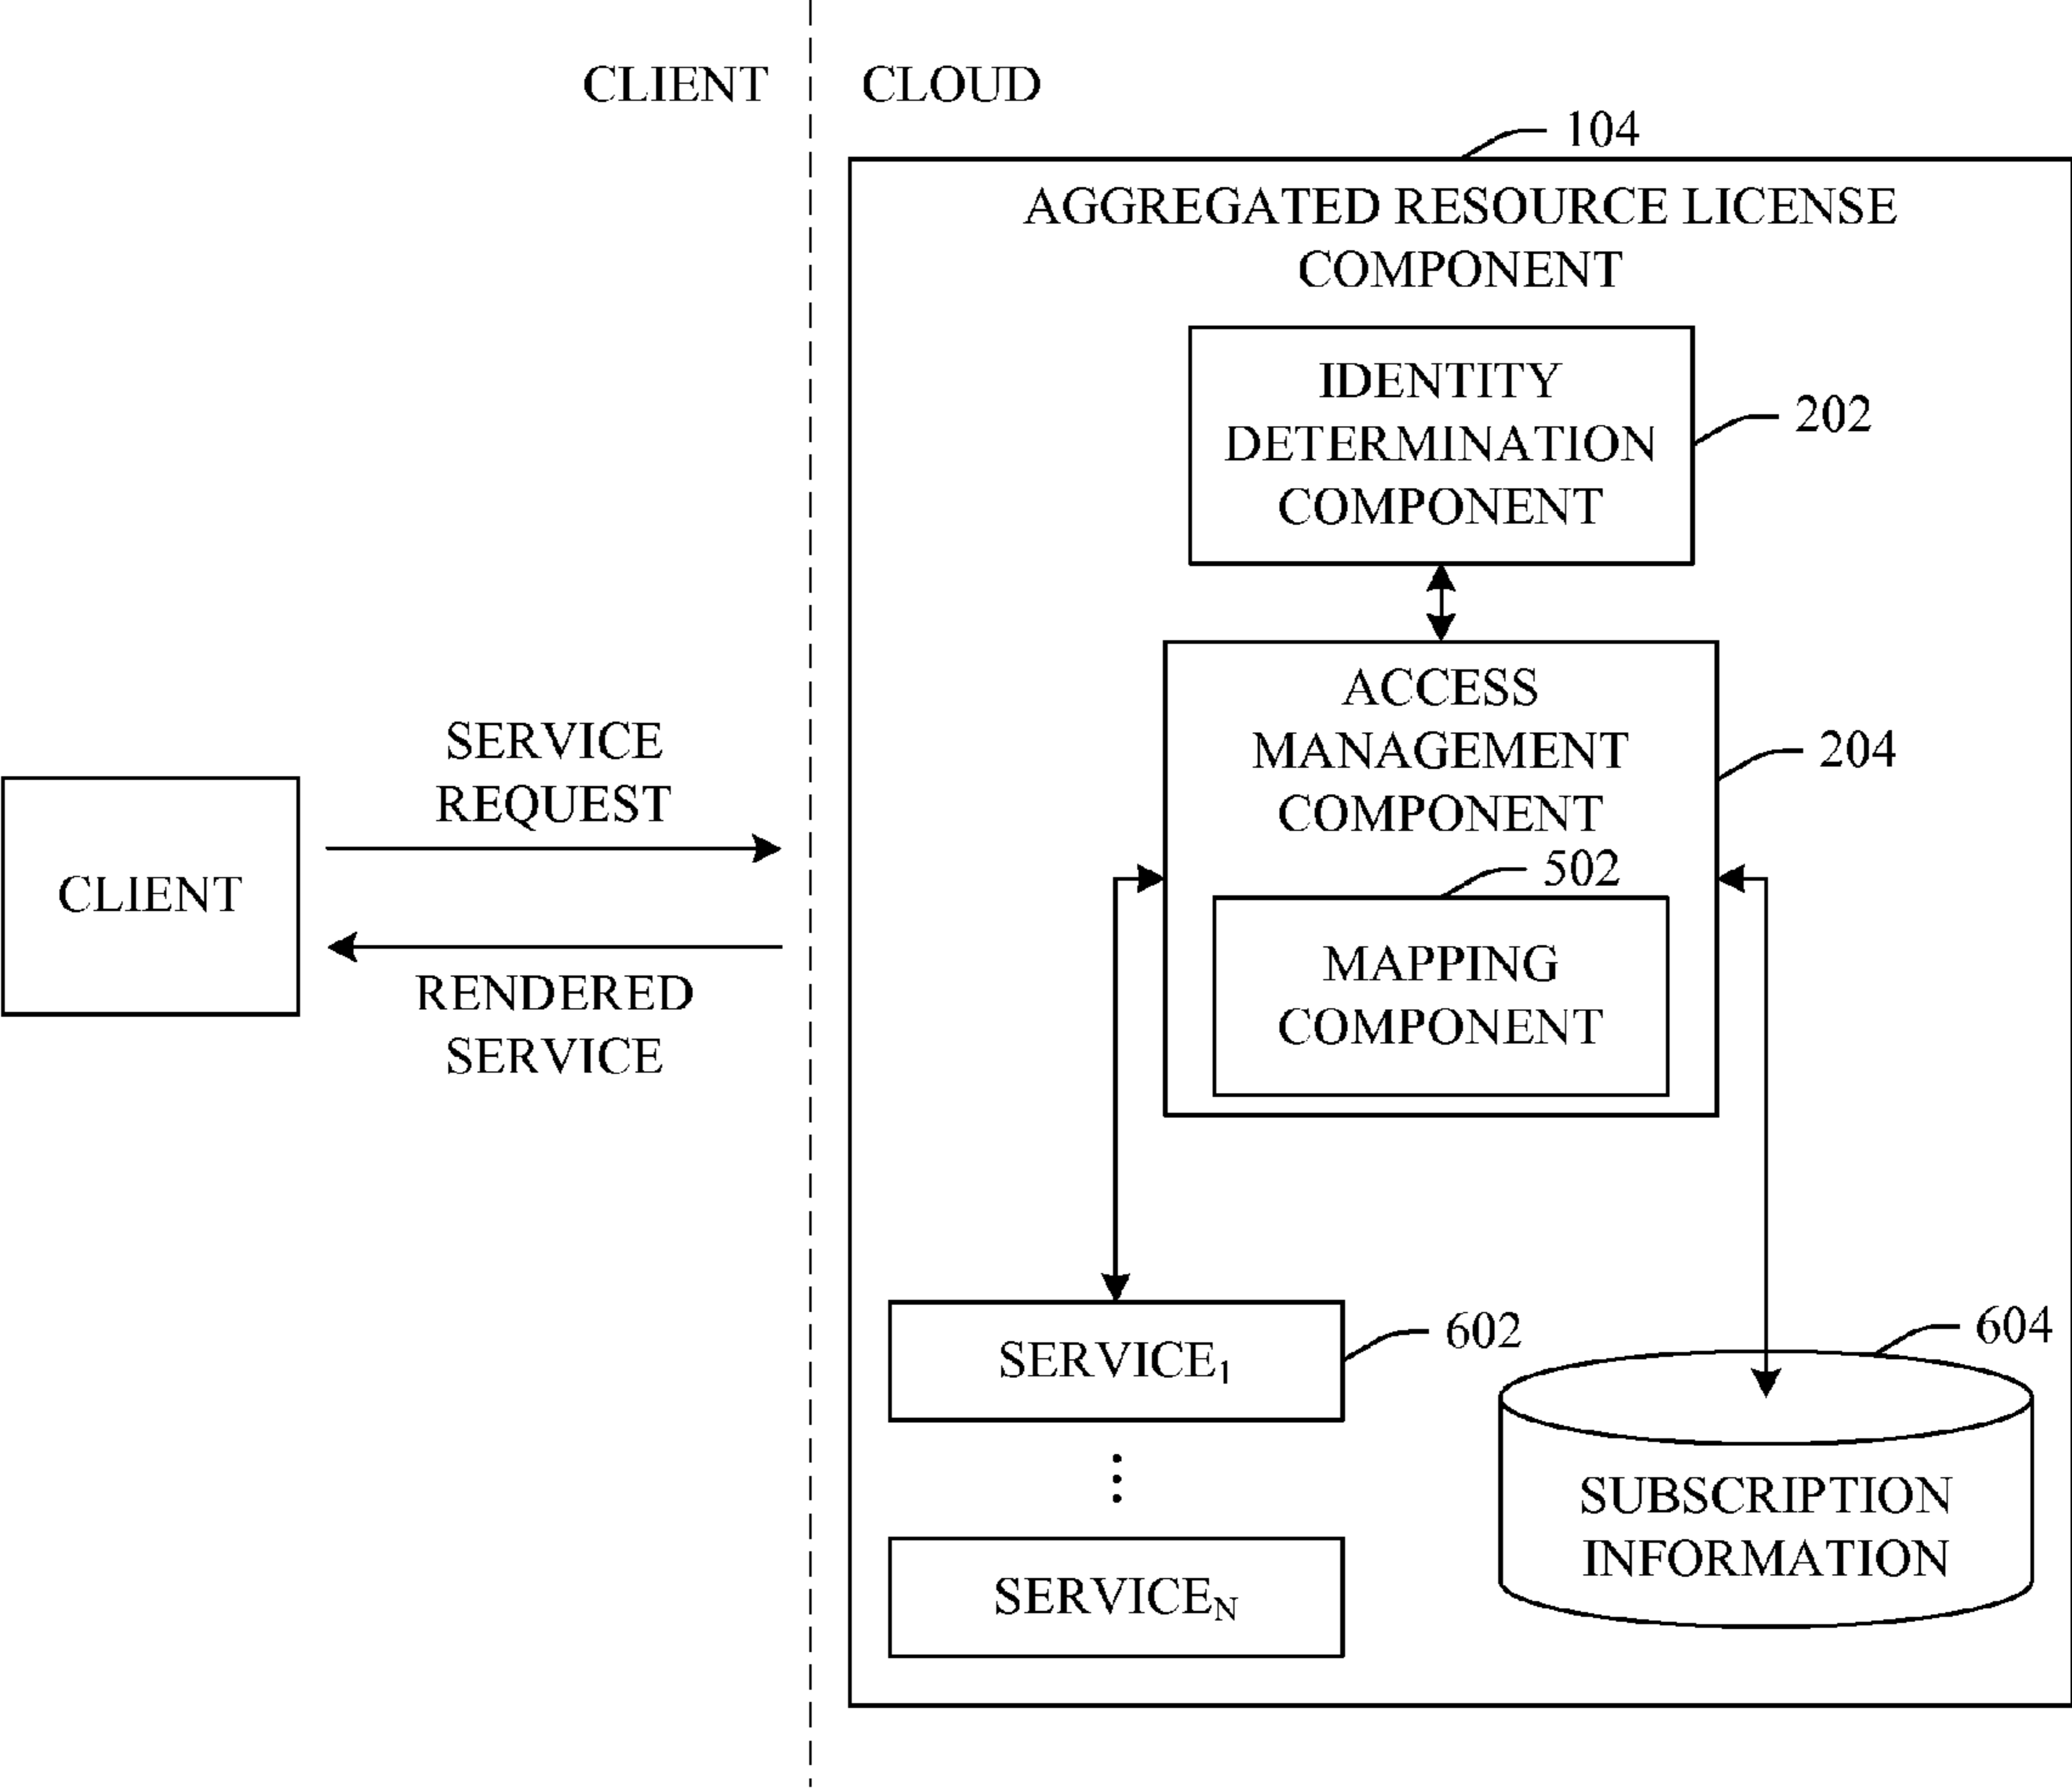 CLIENT
CLOUD
104
AGGREGATED RESOURCE LICENSE
COMPONENT
IDENTITY
DETERMINATION
COMPONENT
202
ACCESS
MANAGEMENT
COMPONENT
204
502
MAPPING
COMPONENT
SERVICE
REQUEST
CLIENT
RENDERED
SERVICE
SERVICE1
602
604
SERVICEN
SUBSCRIPTION
INFORMATION